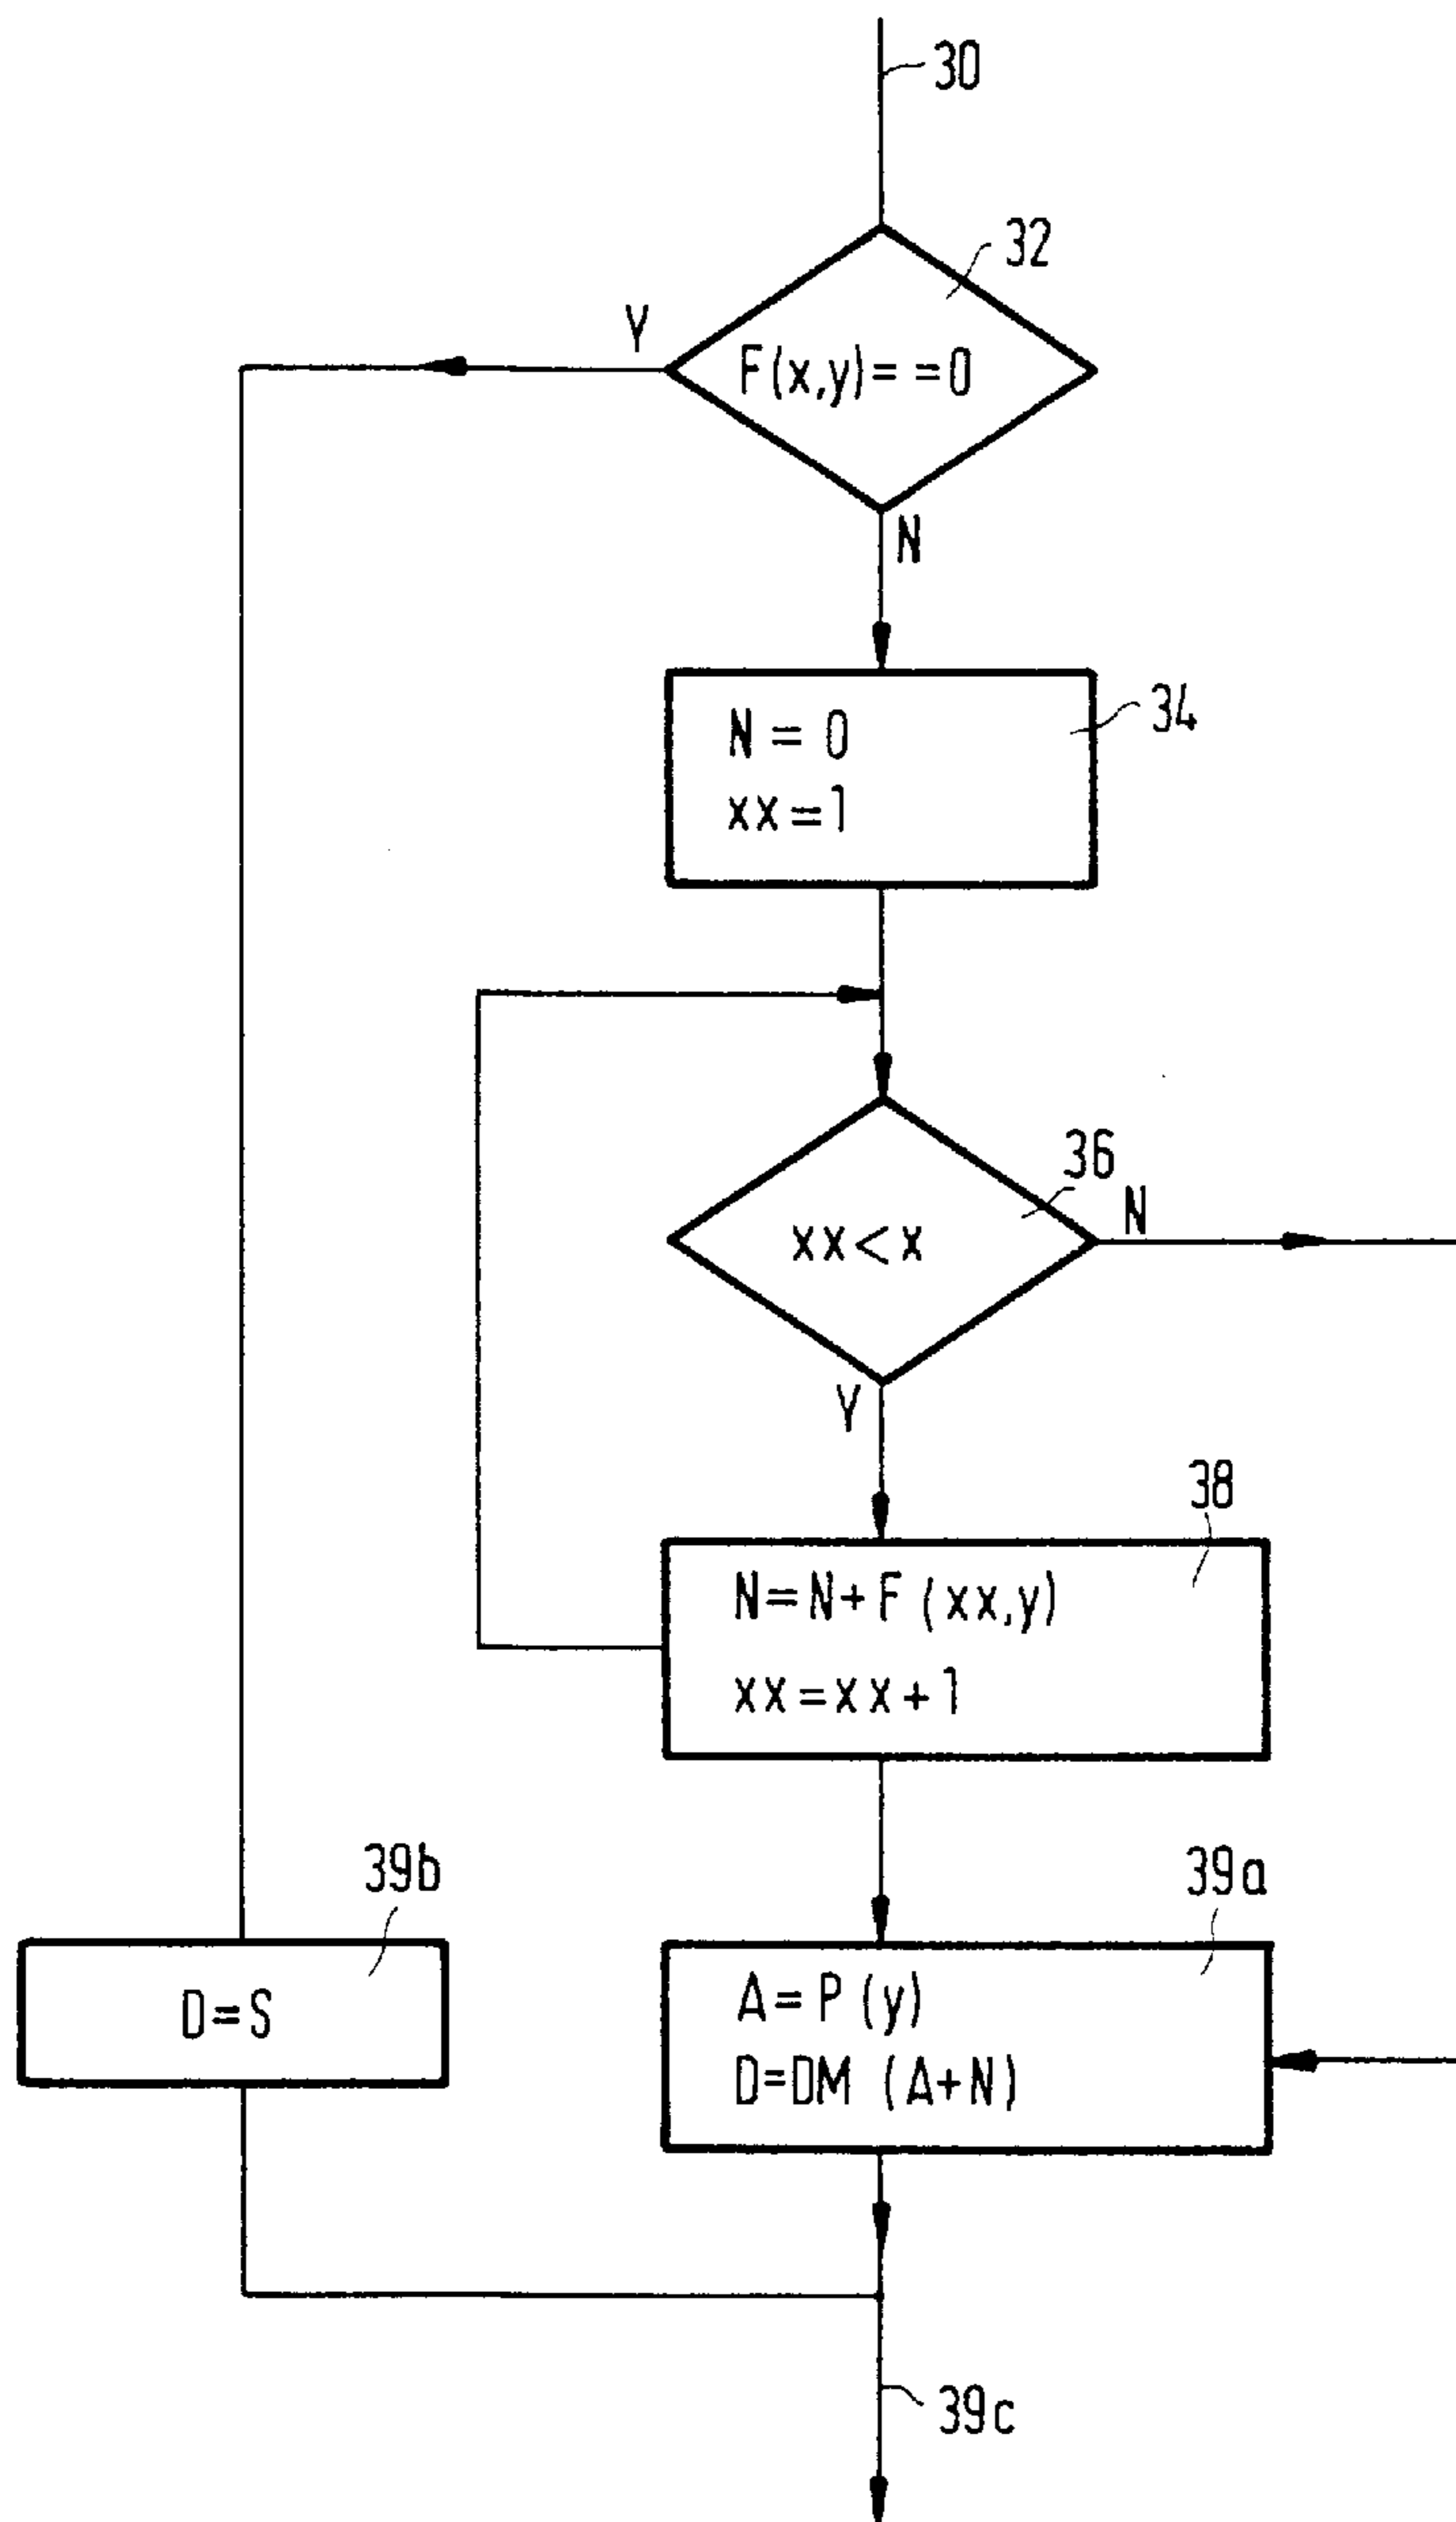 30
32
Y
F(x,y)==0
N
34
N = 0
xx=1
36
N
xx<x
Y
38
N=N+F (xx,y)
xx=xx+1
39b
39a
D=S
A=P (y)
D=DM (A+N)
39c